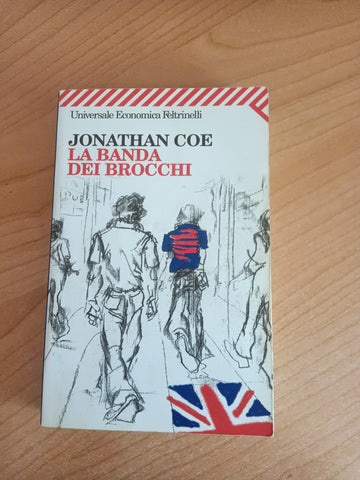 Universale Economica Feltrinelli
JONATHAN COE
LA BANDA
DEI BROCCHI